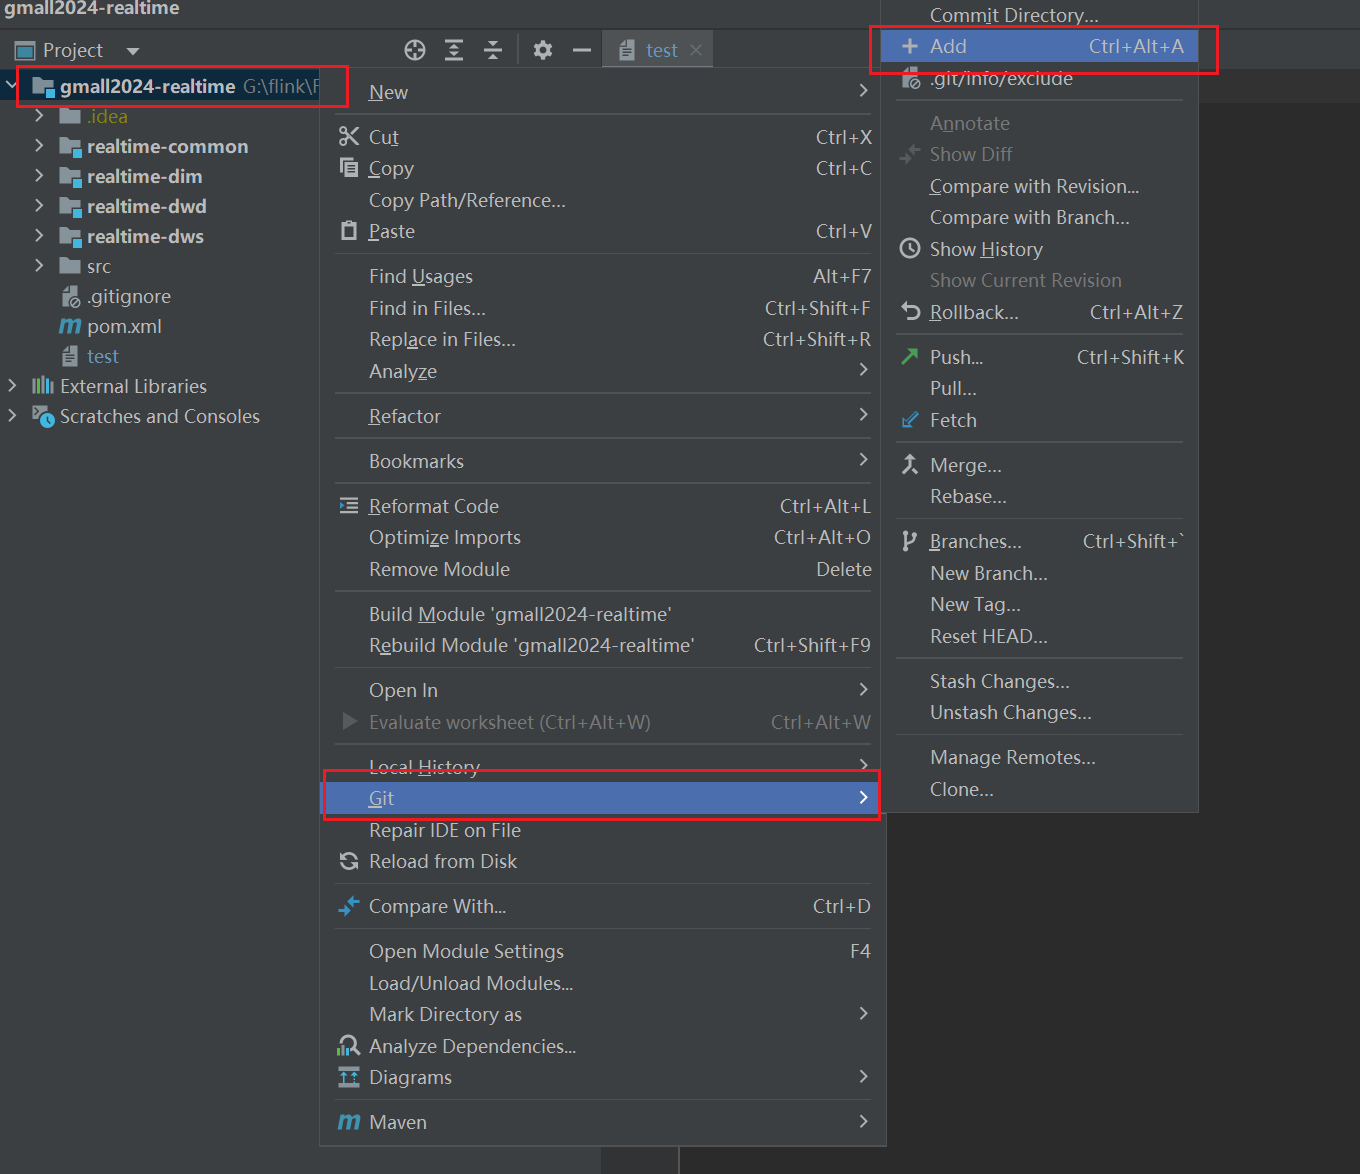 gmall2024-realtime
Project
test
gmall2024-realtime G:\flink\F
.idea
realtime-common
realtime-dim
realtime-dwd
realtime-dws
src
.gitignore
pom.xml
test
External Libraries
Scratches and Consoles
New
Cut Ctrl+X
Copy Ctrl+C
Copy Path/Reference...
Paste Ctrl+V
Find Usages Alt+F7
Find in Files... Ctrl+Shift+F
Replace in Files... Ctrl+Shift+R
Analyze
Refactor
Bookmarks
Reformat Code Ctrl+Alt+L
Optimize Imports Ctrl+Alt+O
Remove Module Delete
Build Module 'gmall2024-realtime'
Rebuild Module 'gmall2024-realtime' Ctrl+Shift+F9
Open In
Evaluate worksheet (Ctrl+Alt+W) Ctrl+Alt+W
Local History
Git
Repair IDE on File
Reload from Disk
Compare With... Ctrl+D
Open Module Settings F4
Load/Unload Modules...
Mark Directory as
Analyze Dependencies...
Diagrams
Maven
Commit Directory...
Add Ctrl+Alt+A
.git/info/exclude
Annotate
Show Diff
Compare with Revision...
Compare with Branch...
Show History
Show Current Revision
Rollback... Ctrl+Alt+Z
Push... Ctrl+Shift+K
Pull...
Fetch
Merge...
Rebase...
Branches... Ctrl+Shift+`
New Branch...
New Tag...
Reset HEAD...
Stash Changes...
Unstash Changes...
Manage Remotes...
Clone...